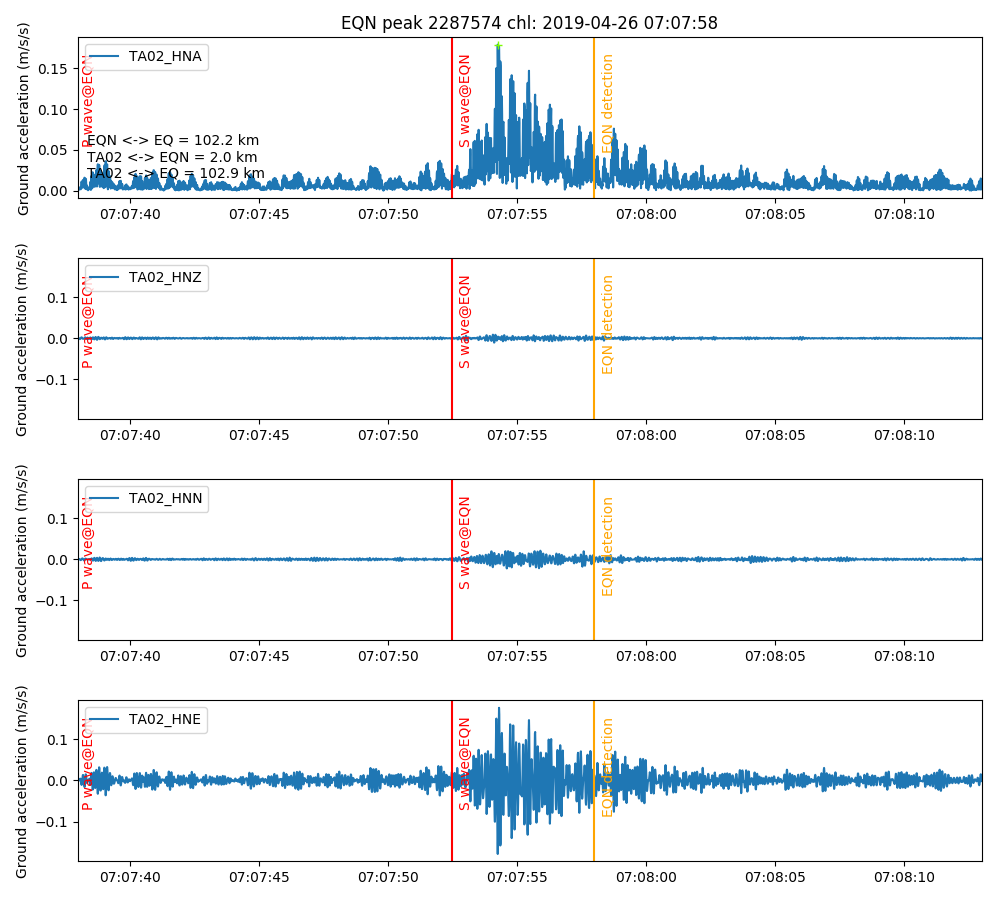 EQN peak 2287574 chl: 2019-04-26 07:07:58
Ground acceleration (m/s/s)
0.15
0.10
0.05
0.00
TA02_HNA
P wave@EQN
S wave@EQN
EQN detection
EQN <-> EQ = 102.2 km
TA02 <-> EQN = 2.0 km
TA02 <-> EQ = 102.9 km
07:07:40 07:07:45 07:07:50 07:07:55 07:08:00 07:08:05 07:08:10
Ground acceleration (m/s/s)
0.1
0.0
−0.1
TA02_HNZ
P wave@EQN
S wave@EQN
EQN detection
07:07:40 07:07:45 07:07:50 07:07:55 07:08:00 07:08:05 07:08:10
Ground acceleration (m/s/s)
0.1
0.0
−0.1
TA02_HNN
P wave@EQN
S wave@EQN
EQN detection
07:07:40 07:07:45 07:07:50 07:07:55 07:08:00 07:08:05 07:08:10
Ground acceleration (m/s/s)
0.1
0.0
−0.1
TA02_HNE
P wave@EQN
S wave@EQN
EQN detection
07:07:40 07:07:45 07:07:50 07:07:55 07:08:00 07:08:05 07:08:10